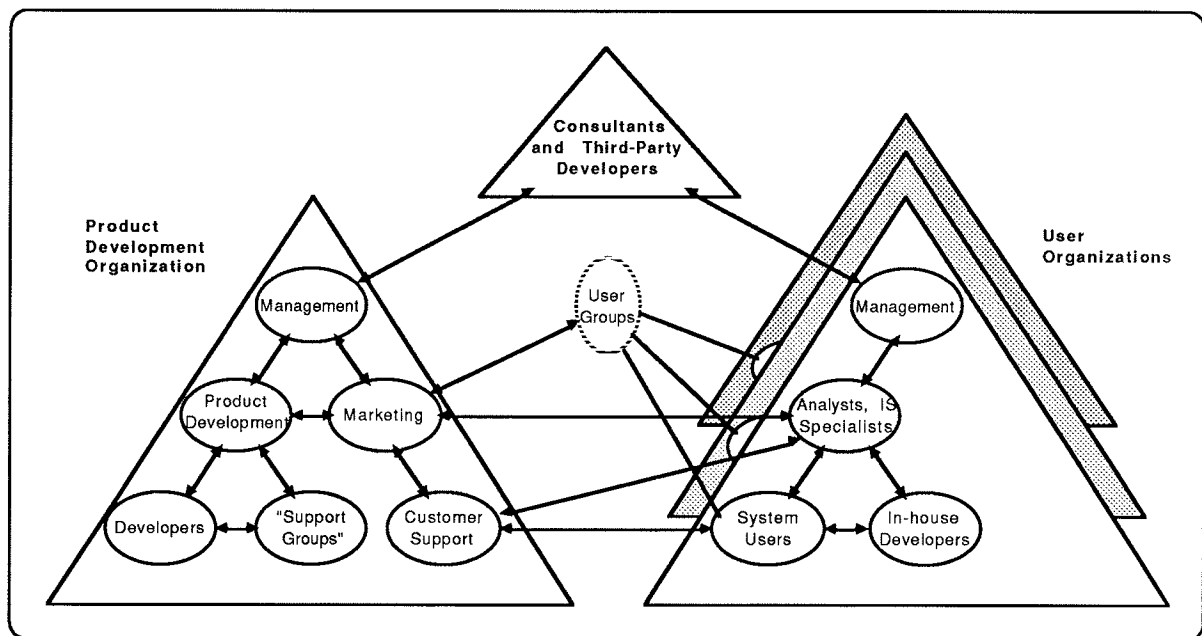 Consultants
and Third-Party
Developers
Product
Development
Organization
User
Organizations
Management
User
Groups
Management
Product
Development
Marketing
Analysts, IS
Specialists
Developers
"Support
Groups"
Customer
Support
System
Users
In-house
Developers